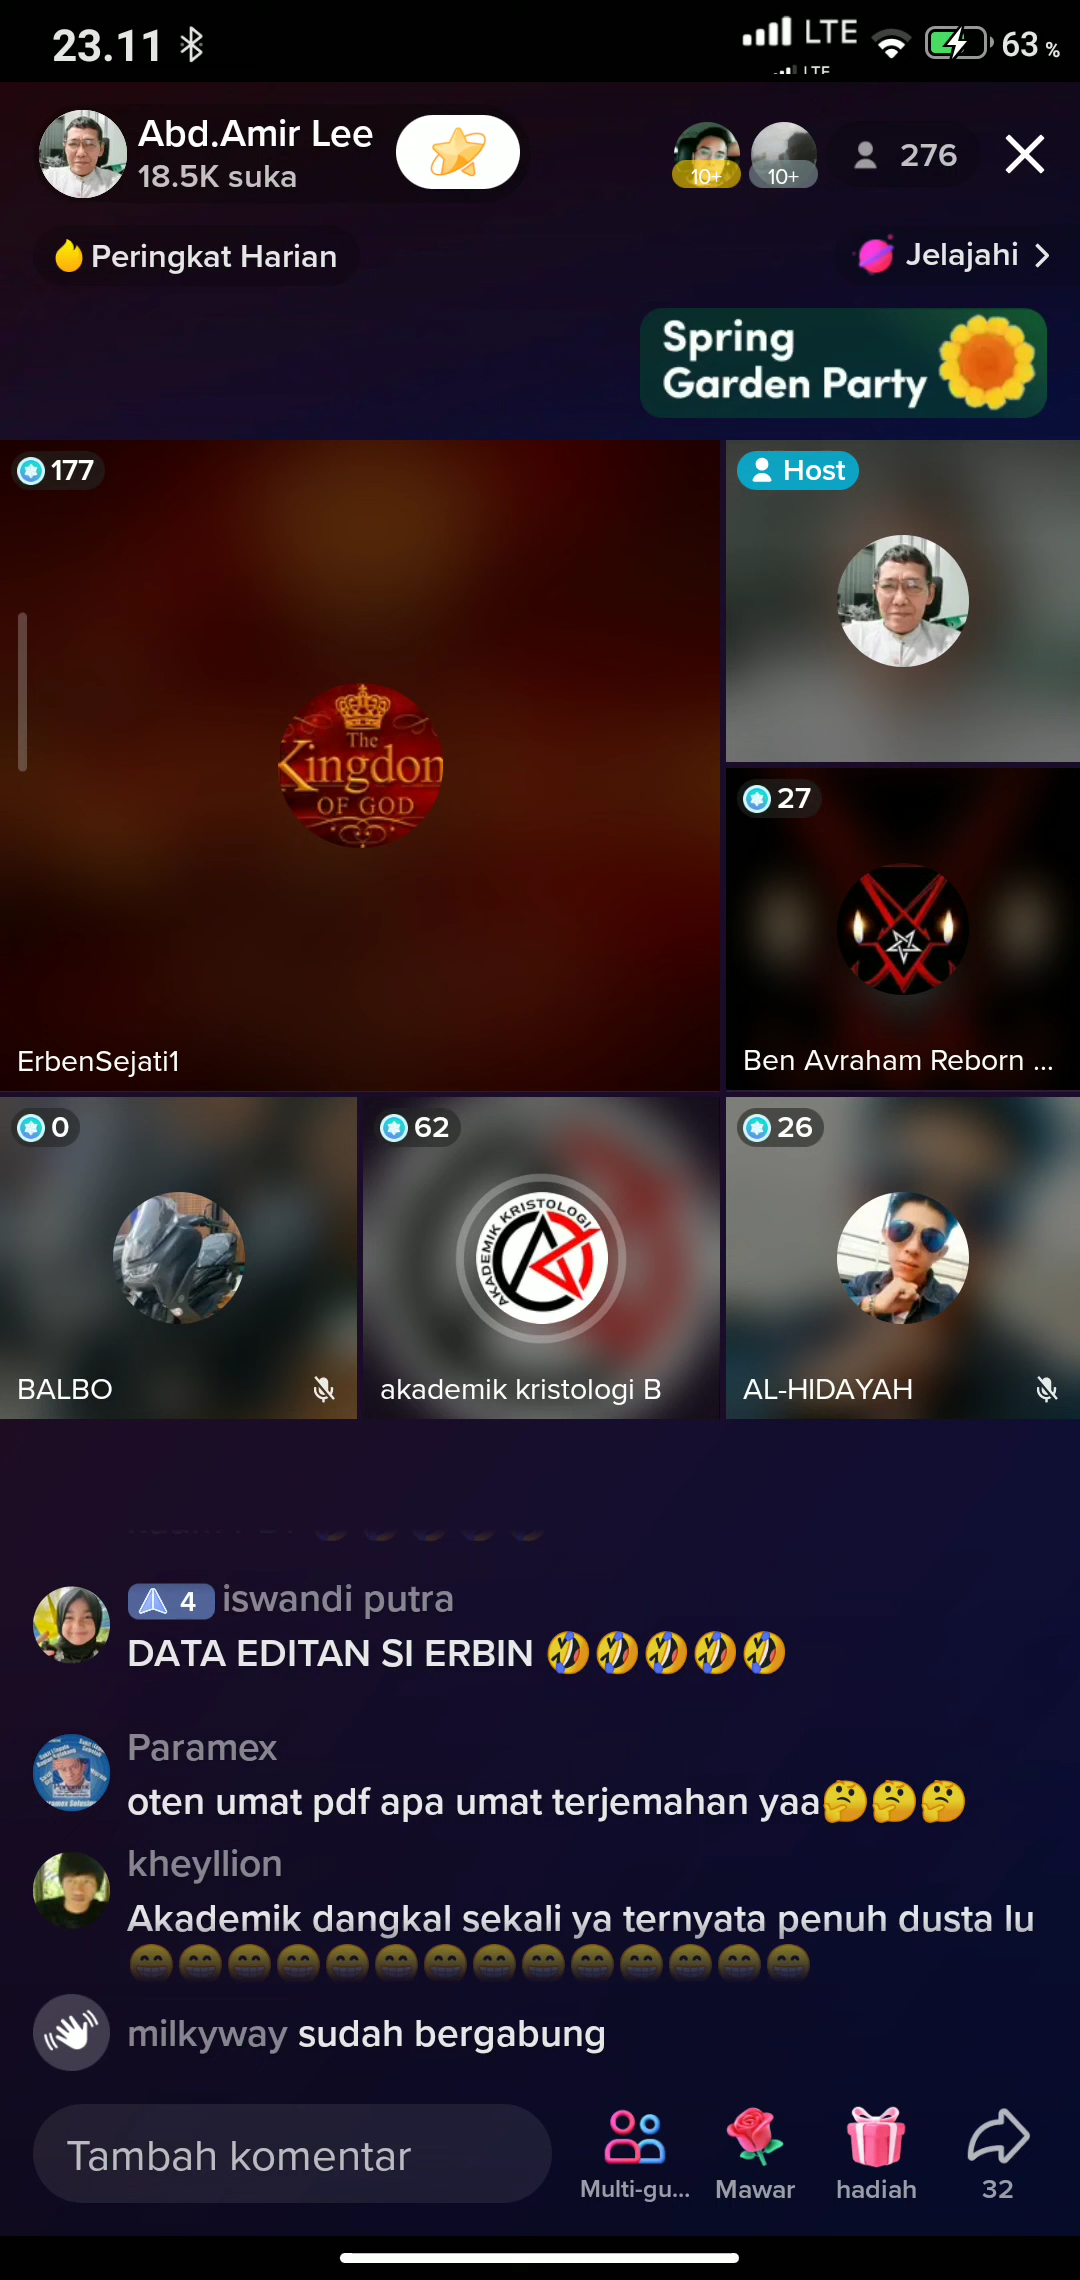 23.11
LTE
LTE
63 %
Abd.Amir Lee
18.5K suka
10+
10+
276
Peringkat Harian
Jelajahi
Spring
Garden Party
177
Host
The
Kingdon
OF GOD
27
ErbenSejati1
Ben Avraham Reborn ...
0
62
26
AKADEMIK KRISTOLOGI
BALBO
akademik kristologi B
AL-HIDAYAH
4 iswandi putra
DATA EDITAN SI ERBIN 🤣🤣🤣🤣🤣
Paramex
oten umat pdf apa umat terjemahan yaa🤔🤔🤔
kheyllion
Akademik dangkal sekali ya ternyata penuh dusta lu
😁😁😁😁😁😁😁😁😁😁😁😁😁😁
milkyway sudah bergabung
Tambah komentar
Multi-gu...
Mawar
hadiah
32